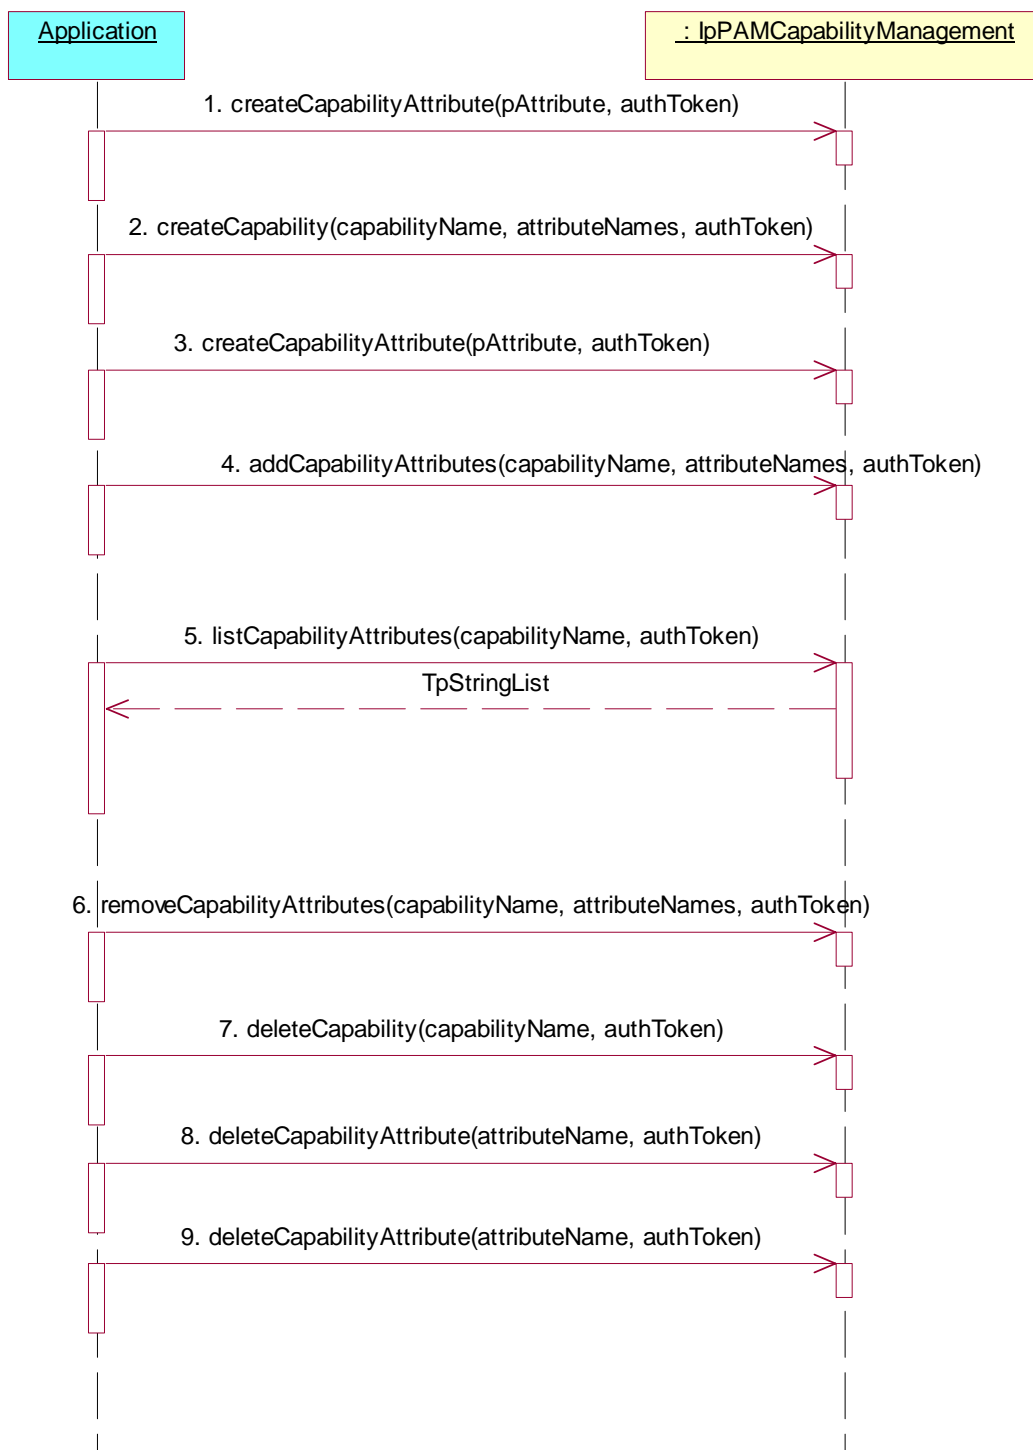 Application
: IpPAMCapabilityManagement
1. createCapabilityAttribute(pAttribute, authToken)
2. createCapability(capabilityName, attributeNames, authToken)
3. createCapabilityAttribute(pAttribute, authToken)
4. addCapabilityAttributes(capabilityName, attributeNames, authToken)
5. listCapabilityAttributes(capabilityName, authToken)
TpStringList
6. removeCapabilityAttributes(capabilityName, attributeNames, authToken)
7. deleteCapability(capabilityName, authToken)
8. deleteCapabilityAttribute(attributeName, authToken)
9. deleteCapabilityAttribute(attributeName, authToken)